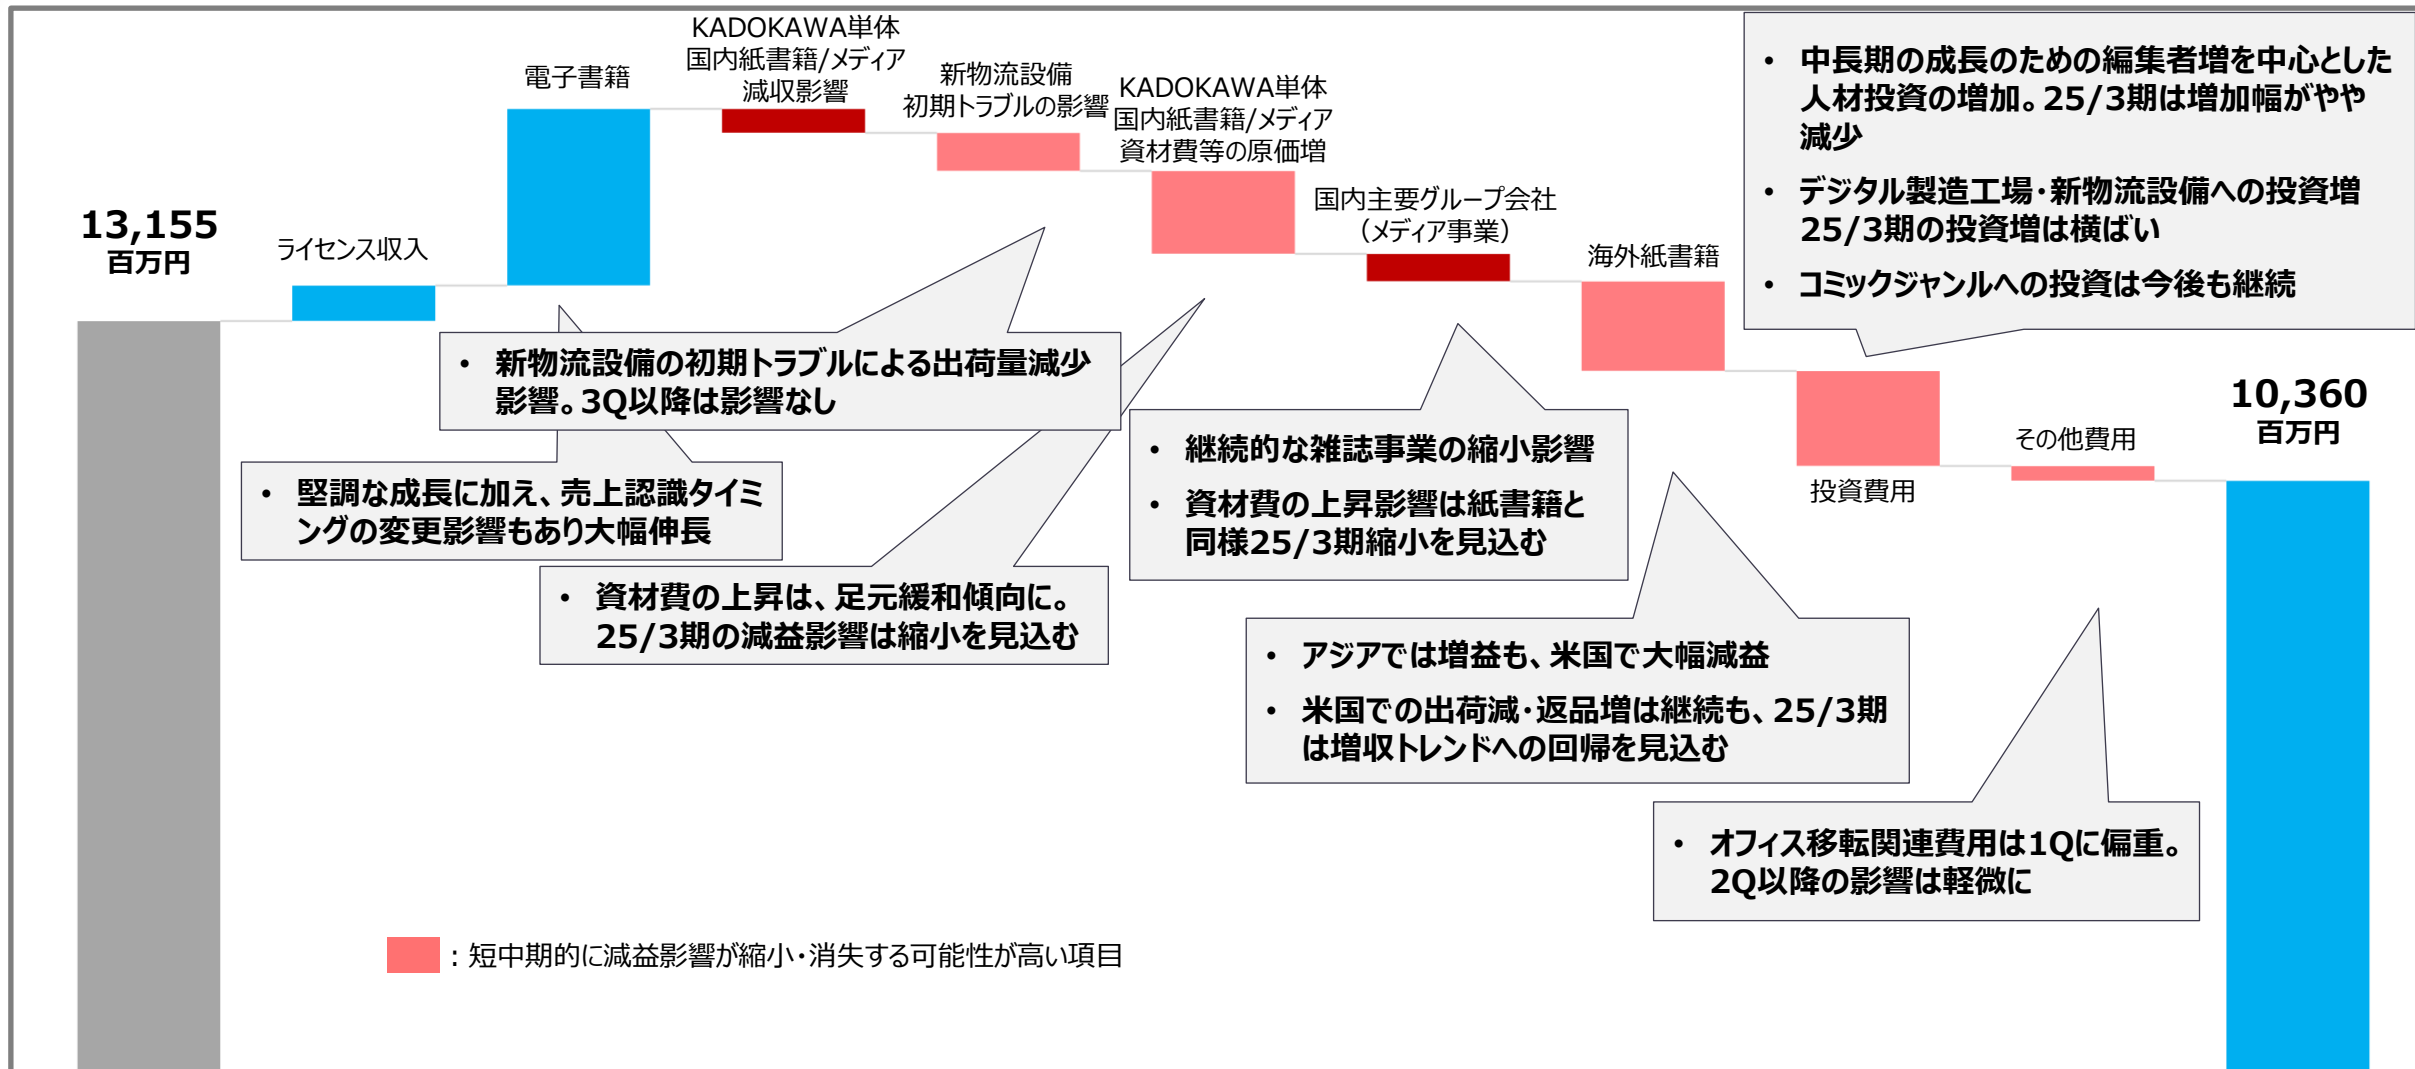 13,155
百万円
ライセンス収入
電子書籍
KADOKAWA単体
国内紙書籍/メディア
減収影響
新物流設備
初期トラブルの影響
KADOKAWA単体
国内紙書籍/メディア
資材費等の原価増
国内主要グループ会社
（メディア事業）
海外紙書籍
投資費用
その他費用
10,360
百万円
• 中長期の成長のための編集者増を中心とした
人材投資の増加。25/3期は増加幅がやや
減少
• デジタル製造工場・新物流設備への投資増
25/3期の投資増は横ばい
• コミックジャンルへの投資は今後も継続
• 新物流設備の初期トラブルによる出荷量減少
影響。3Q以降は影響なし
• 堅調な成長に加え、売上認識タイミ
ングの変更影響もあり大幅伸長
• 資材費の上昇は、足元緩和傾向に。
25/3期の減益影響は縮小を見込む
• 継続的な雑誌事業の縮小影響
• 資材費の上昇影響は紙書籍と
同様25/3期縮小を見込む
• アジアでは増益も、米国で大幅減益
• 米国での出荷減・返品増は継続も、25/3期
は増収トレンドへの回帰を見込む
• オフィス移転関連費用は1Qに偏重。
2Q以降の影響は軽微に
：短中期的に減益影響が縮小・消失する可能性が高い項目